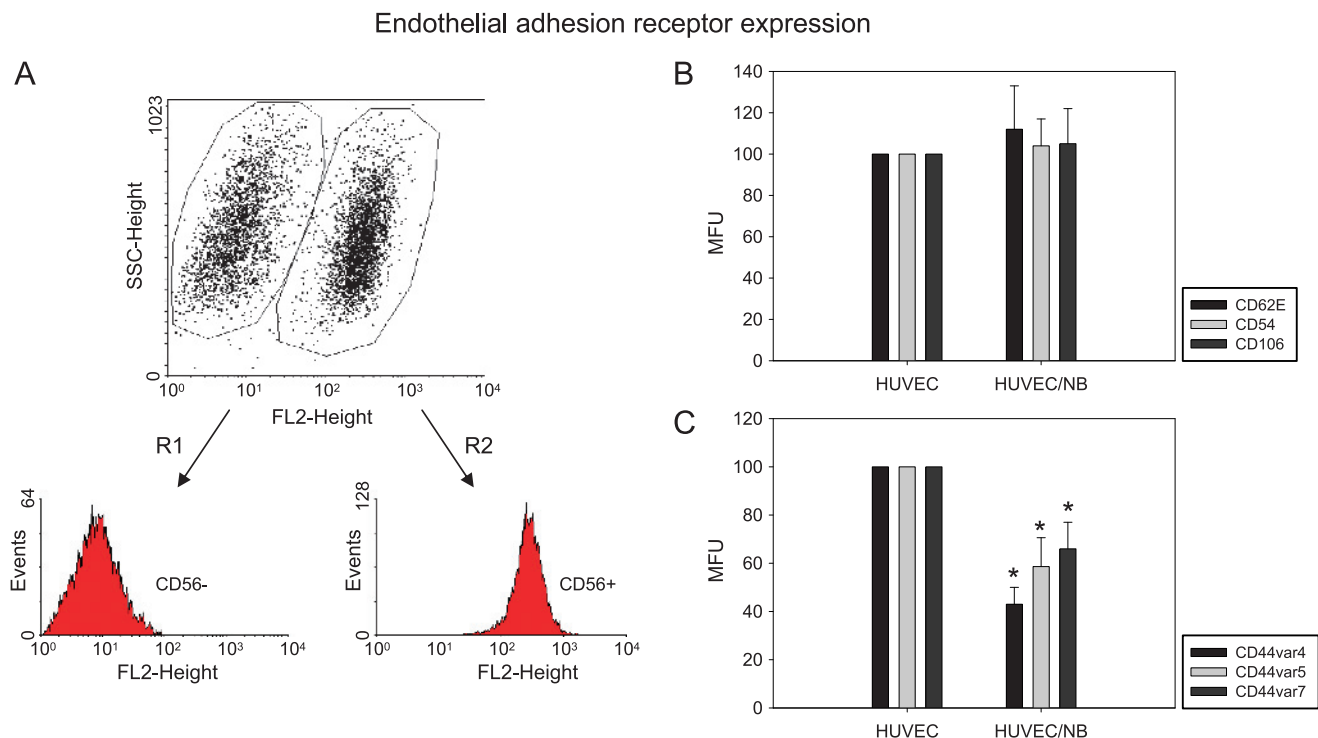 Endothelial adhesion receptor expression
A
1023
SSC-Height
0
10⁰ 10¹ 10² 10³ 10⁴
FL2-Height
R1
R2
64
Events
0
CD56-
10⁰ 10¹ 10² 10³ 10⁴
FL2-Height
128
Events
0
CD56+
10⁰ 10¹ 10² 10³ 10⁴
FL2-Height
B
140
120
100
80
60
40
20
0
MFU
HUVEC HUVEC/NB
CD62E
CD54
CD106
C
120
100
80
60
40
20
0
MFU
* * *
HUVEC HUVEC/NB
CD44var4
CD44var5
CD44var7